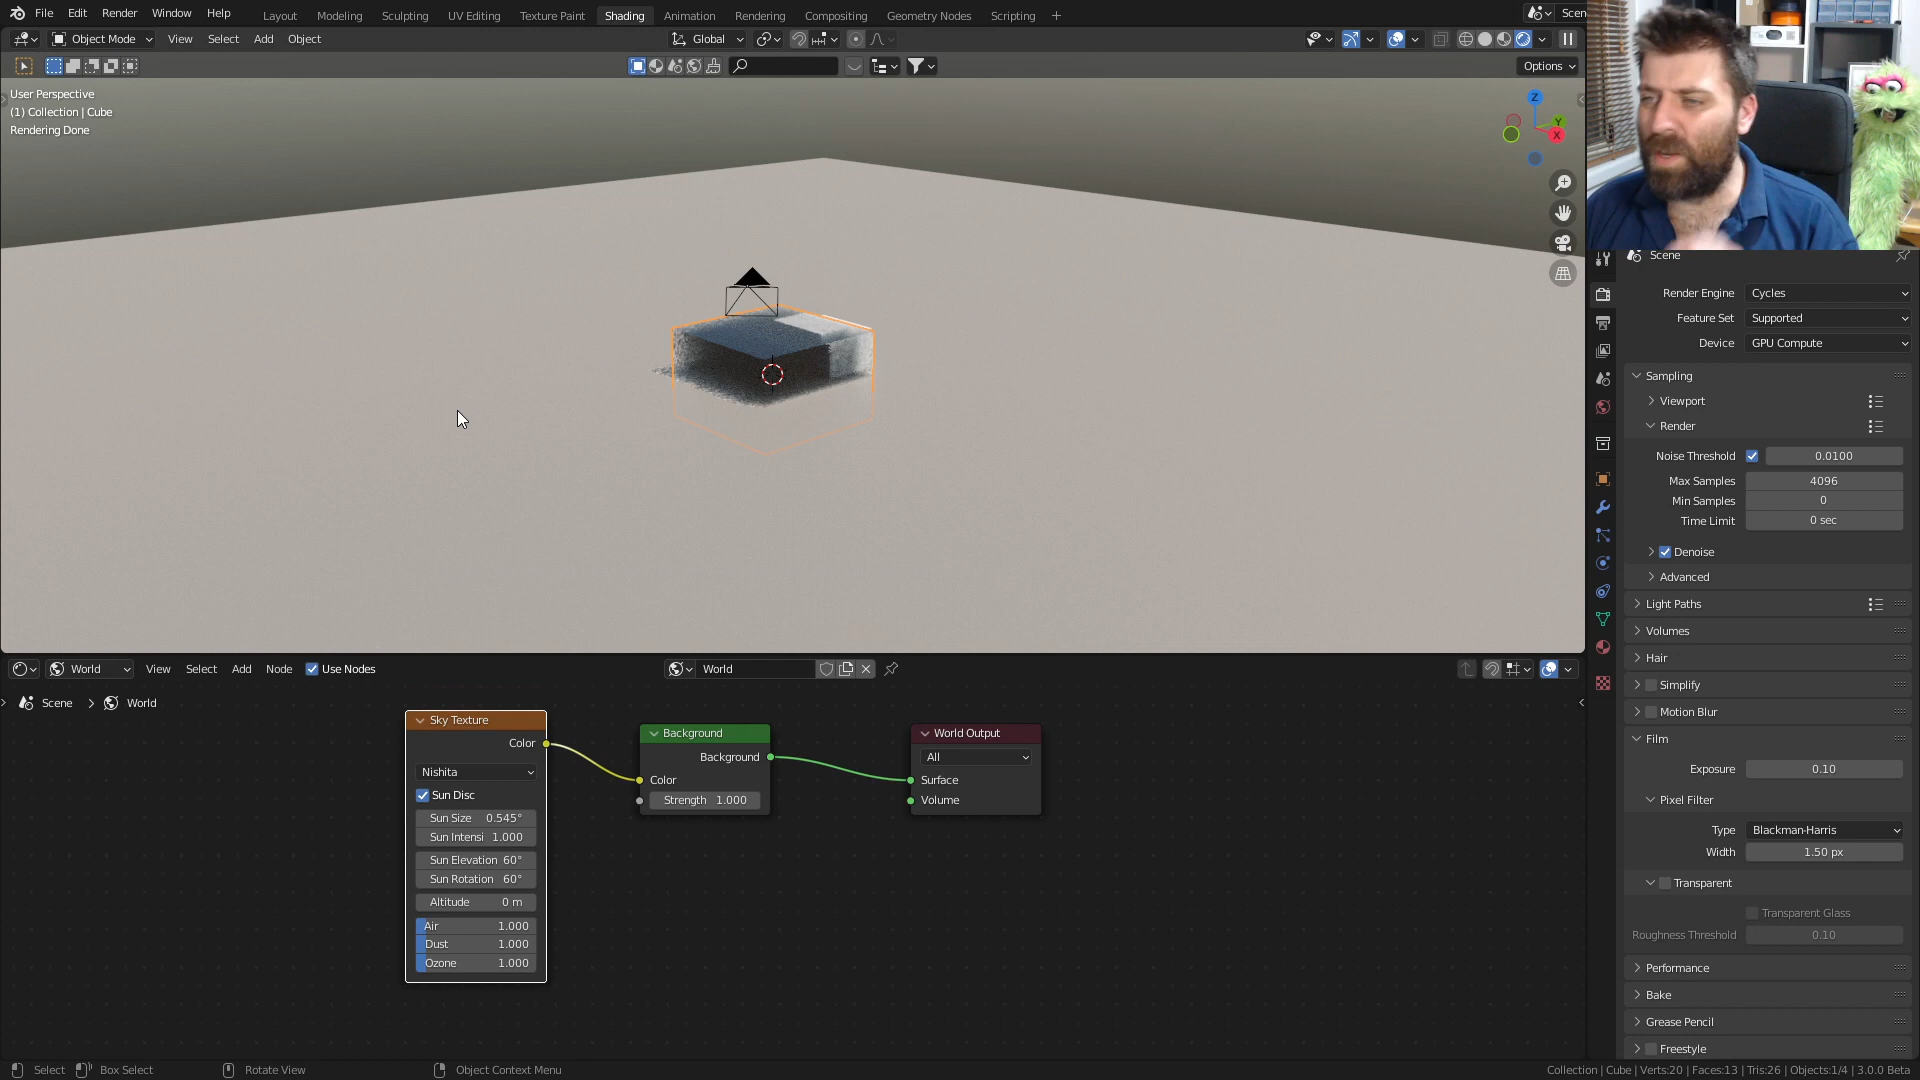 File Edit Render Window Help
Layout Modeling Sculpting UV Editing Texture Paint Shading Animation Rendering Compositing Geometry Nodes Scripting +
Scen
Object Mode View Select Add Object
Global
Options
User Perspective
(1) Collection | Cube
Rendering Done
Z
Y
X
Scene
Render Engine Cycles
Feature Set Supported
Device GPU Compute
Sampling
Viewport
Render
Noise Threshold 0.0100
Max Samples 4096
Min Samples 0
Time Limit 0 sec
Denoise
Advanced
Light Paths
Volumes
Hair
Simplify
Motion Blur
Film
Exposure 0.10
Pixel Filter
Type Blackman-Harris
Width 1.50 px
Transparent
Transparent Glass
Roughness Threshold 0.10
Performance
Bake
Grease Pencil
Freestyle
World View Select Add Node Use Nodes
World
Scene > World
Sky Texture
Color
Nishita
Sun Disc
Sun Size 0.545°
Sun Intensi 1.000
Sun Elevation 60°
Sun Rotation 60°
Altitude 0 m
Air 1.000
Dust 1.000
Ozone 1.000
Background
Background
Color
Strength 1.000
World Output
All
Surface
Volume
Select Box Select Rotate View Object Context Menu
Collection | Cube | Verts:20 | Faces:13 | Tris:26 | Objects:1/4 | 3.0.0 Beta